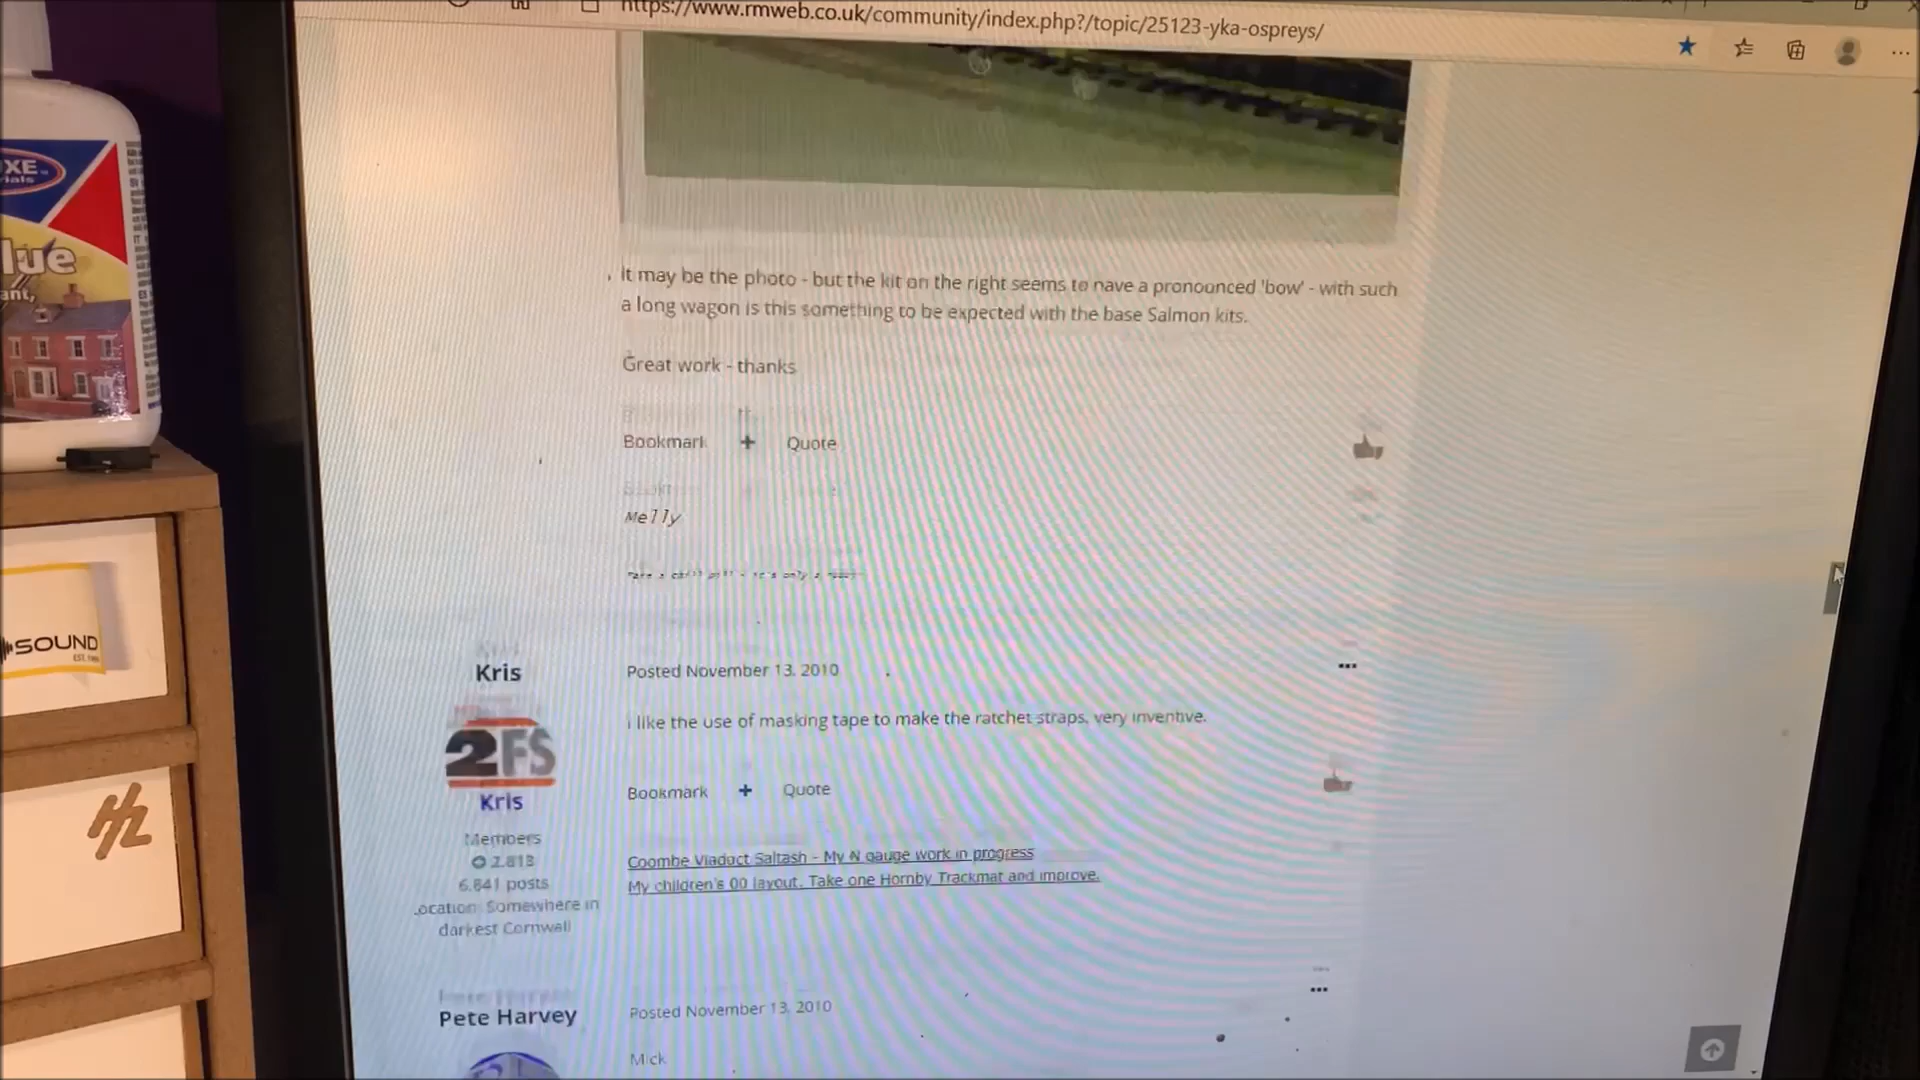 https://www.rmweb.co.uk/community/index.php?/topic/25123-yka-ospreys/
it may be the photo - but the kit on the right seems to have a pronounced 'bow' - with such
a long wagon is this something to be expected with the base Salmon kits.
Great work - thanks
Bookmark + Quote
Melly
Kris
Posted November 13, 2010
...
i like the use of masking tape to make the ratchet straps, very inventive.
2FS
Kris
Bookmark + Quote
Members
2,813
6,841 posts
Location: Somewhere in
darkest Cornwall
Coombe Viaduct Saltash - My N gauge work in progress
My children's 00 layout. Take one Hornby Trackmat and improve.
Pete Harvey
Posted November 13, 2010
...
Mick
XE
ials
lue
ant,
SOUND